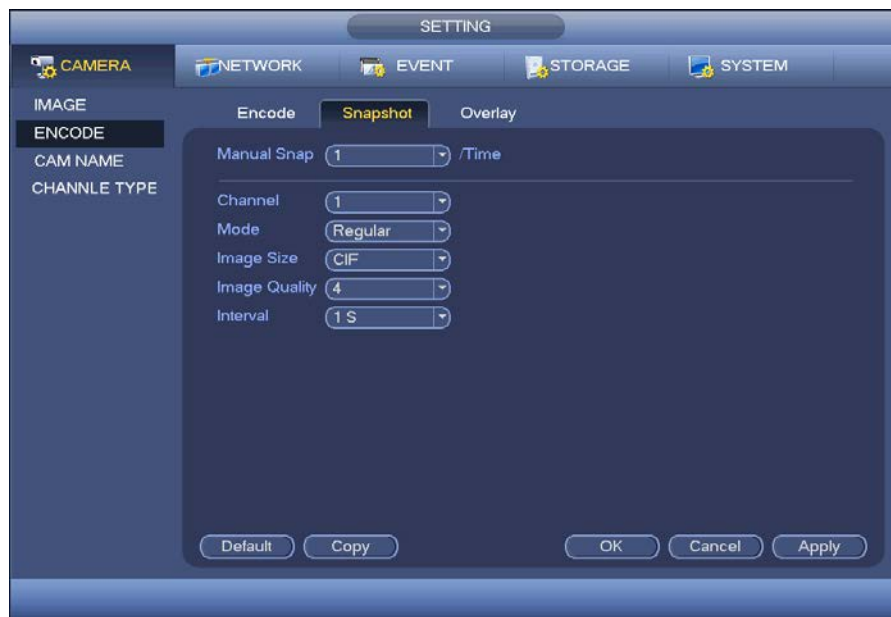 SETTING
CAMERA NETWORK EVENT STORAGE SYSTEM
IMAGE
ENCODE
CAM NAME
CHANNLE TYPE
Encode Snapshot Overlay
Manual Snap 1 /Time
Channel 1
Mode Regular
Image Size CIF
Image Quality 4
Interval 1 S
Default Copy OK Cancel Apply